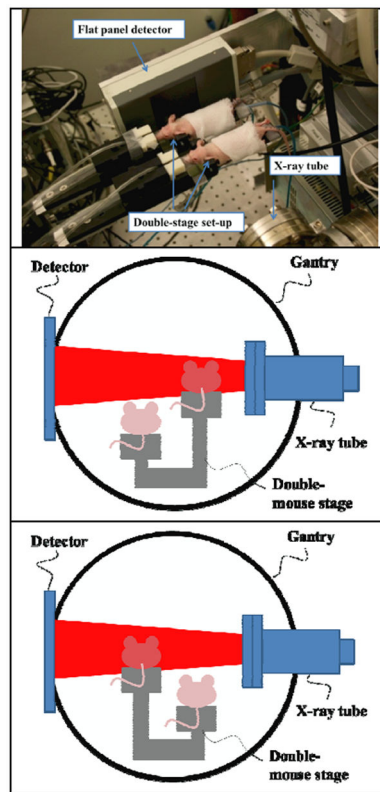 Flat panel detector
X-ray tube
Double-stage set-up
Detector
Gantry
X-ray tube
Double-
mouse stage
Detector
Gantry
X-ray tube
Double-
mouse stage